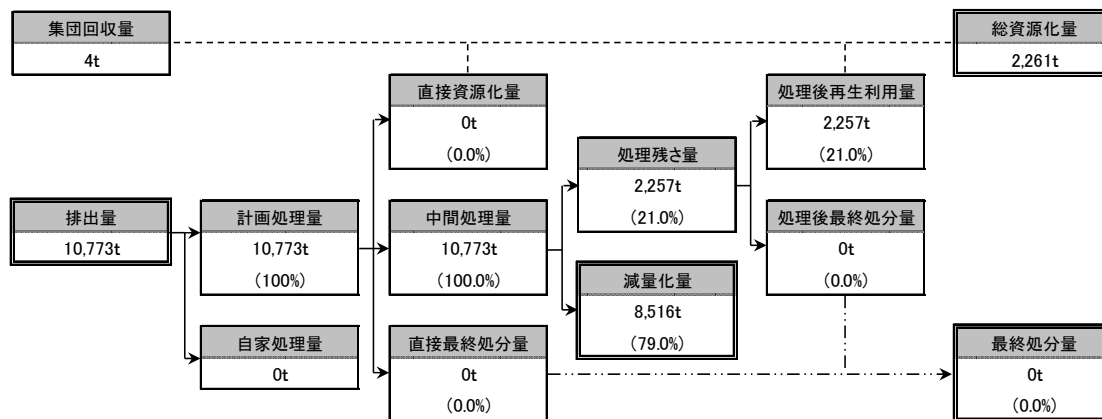 集団回収量
4t
総資源化量
2,261t
直接資源化量
0t
(0.0%)
処理後再生利用量
2,257t
(21.0%)
処理残さ量
2,257t
(21.0%)
排出量
10,773t
計画処理量
10,773t
(100%)
中間処理量
10,773t
(100.0%)
処理後最終処分量
0t
(0.0%)
減量化量
8,516t
(79.0%)
自家処理量
0t
直接最終処分量
0t
(0.0%)
最終処分量
0t
(0.0%)